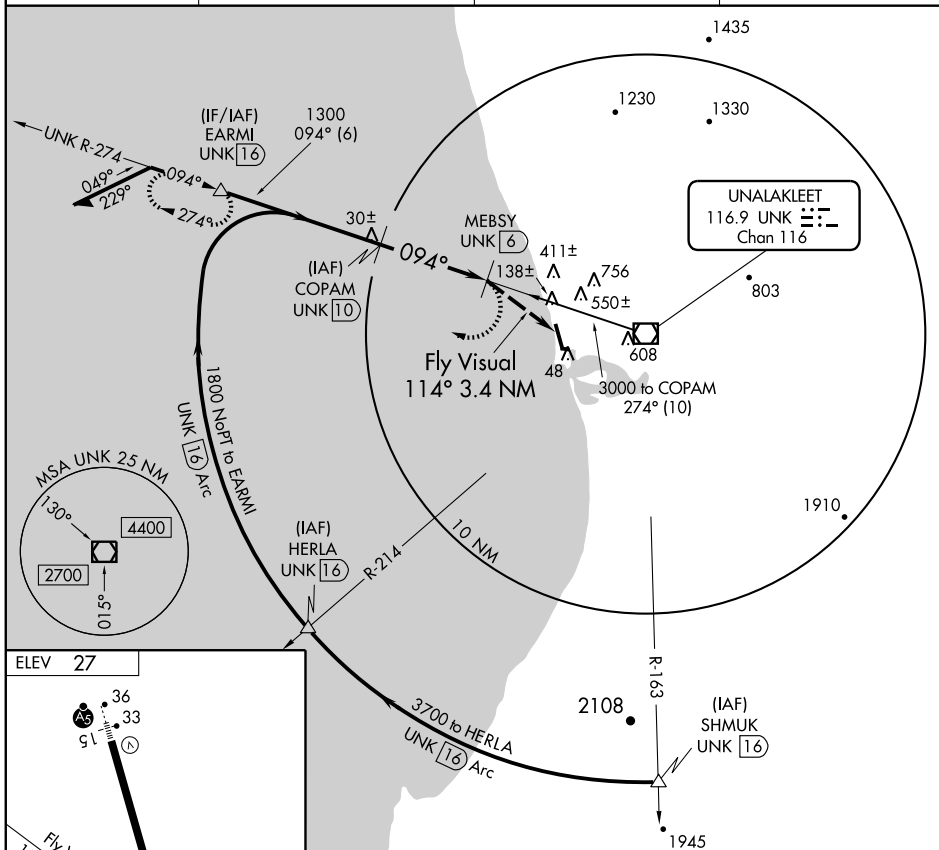 1435
1230
1330
(IF/IAF)
EARMI
UNK 16
1300
094° (6)
UNK R-274
049°
229°
094°
274°
30±
(IAF)
COPAM
UNK 10
094°
MEBSY
UNK 6
138±
411±
756
550±
UNALAKLEET
116.9 UNK
Chan 116
803
608
48
Fly Visual
114° 3.4 NM
3000 to COPAM
274° (10)
1800 NoPT to EARMI
UNK 16 Arc
MSA UNK 25 NM
130°
4400
2700
015°
(IAF)
HERLA
UNK 16
R-214
10 NM
1910
R-163
3700 to HERLA
UNK 16 Arc
2108
(IAF)
SHMUK
UNK 16
1945
ELEV 27
36
A5
33
15
V
Fly